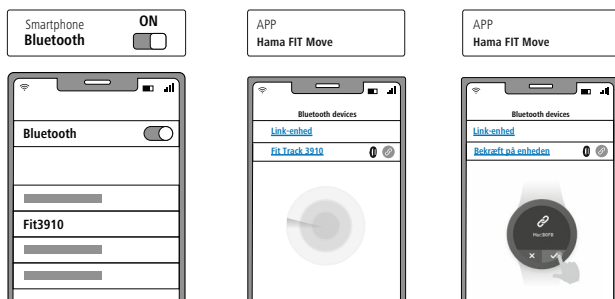 Smartphone
Bluetooth
ON
APP
Hama FIT Move
APP
Hama FIT Move
Bluetooth
Fit3910
Bluetooth devices
Link-enhed
Fit Track 3910
Bluetooth devices
Link-enhed
Bekræft på enheden